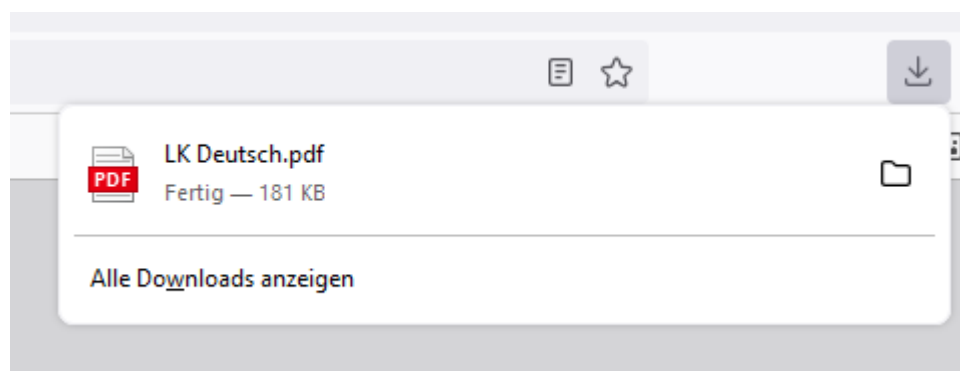 LK Deutsch.pdf
PDF
Fertig — 181 KB
Alle Downloads anzeigen